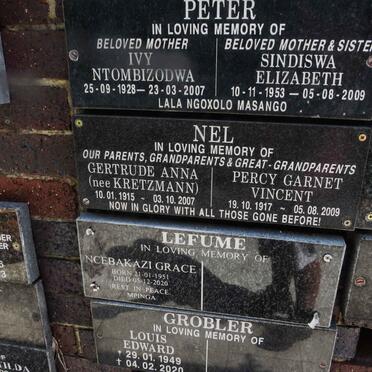 PETER
IN LOVING MEMORY OF
BELOVED MOTHER
IVY
NTOMBIZODWA
25-09-1928 – 23-03-2007
BELOVED MOTHER & SISTER
SINDISWA
ELIZABETH
10-11-1953 – 05-08-2009
LALA NGOXOLO MASANGO
NEL
IN LOVING MEMORY OF
OUR PARENTS, GRANDPARENTS & GREAT-GRANDPARENTS
GERTRUDE ANNA
(nee KRETZMANN)
10.01.1915 ~ 03.10.2007
PERCY GARNET
VINCENT
19.10.1917 ~ 05.08.2009
NOW IN GLORY WITH ALL THOSE GONE BEFORE!
LEFUME
IN LOVING MEMORY OF
NCEBAKAZI GRACE
BORN 21-01-1951
DIED 05-12-2020
REST IN PEACE
MPINGA
GROBLER
IN LOVING MEMORY OF
LOUIS
EDWARD
29.01.1949
04.02.2020